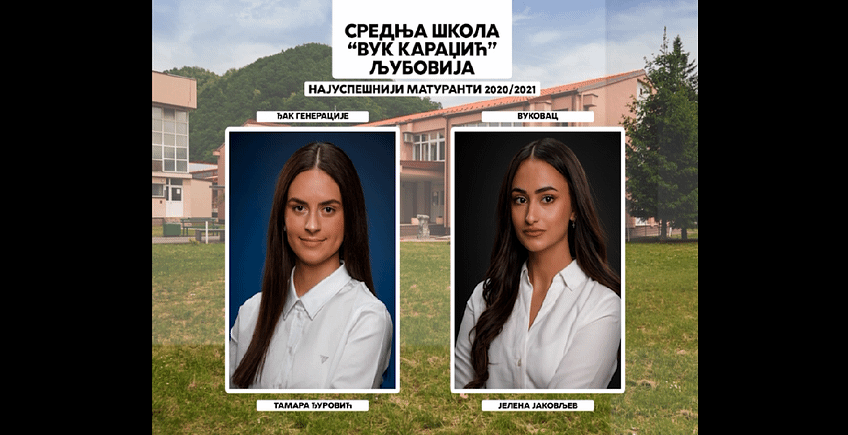 СРЕДЊА ШКОЛА
“ВУК КАРАЏИЋ”
ЉУБОВИЈА
НАЈУСПЕШНИЈИ МАТУРАНТИ 2020/2021
ЂАК ГЕНЕРАЦИЈЕ
ВУКОВАЦ
ТАМАРА ЂУРОВИЋ
ЈЕЛЕНА ЈАКОВЉЕВ